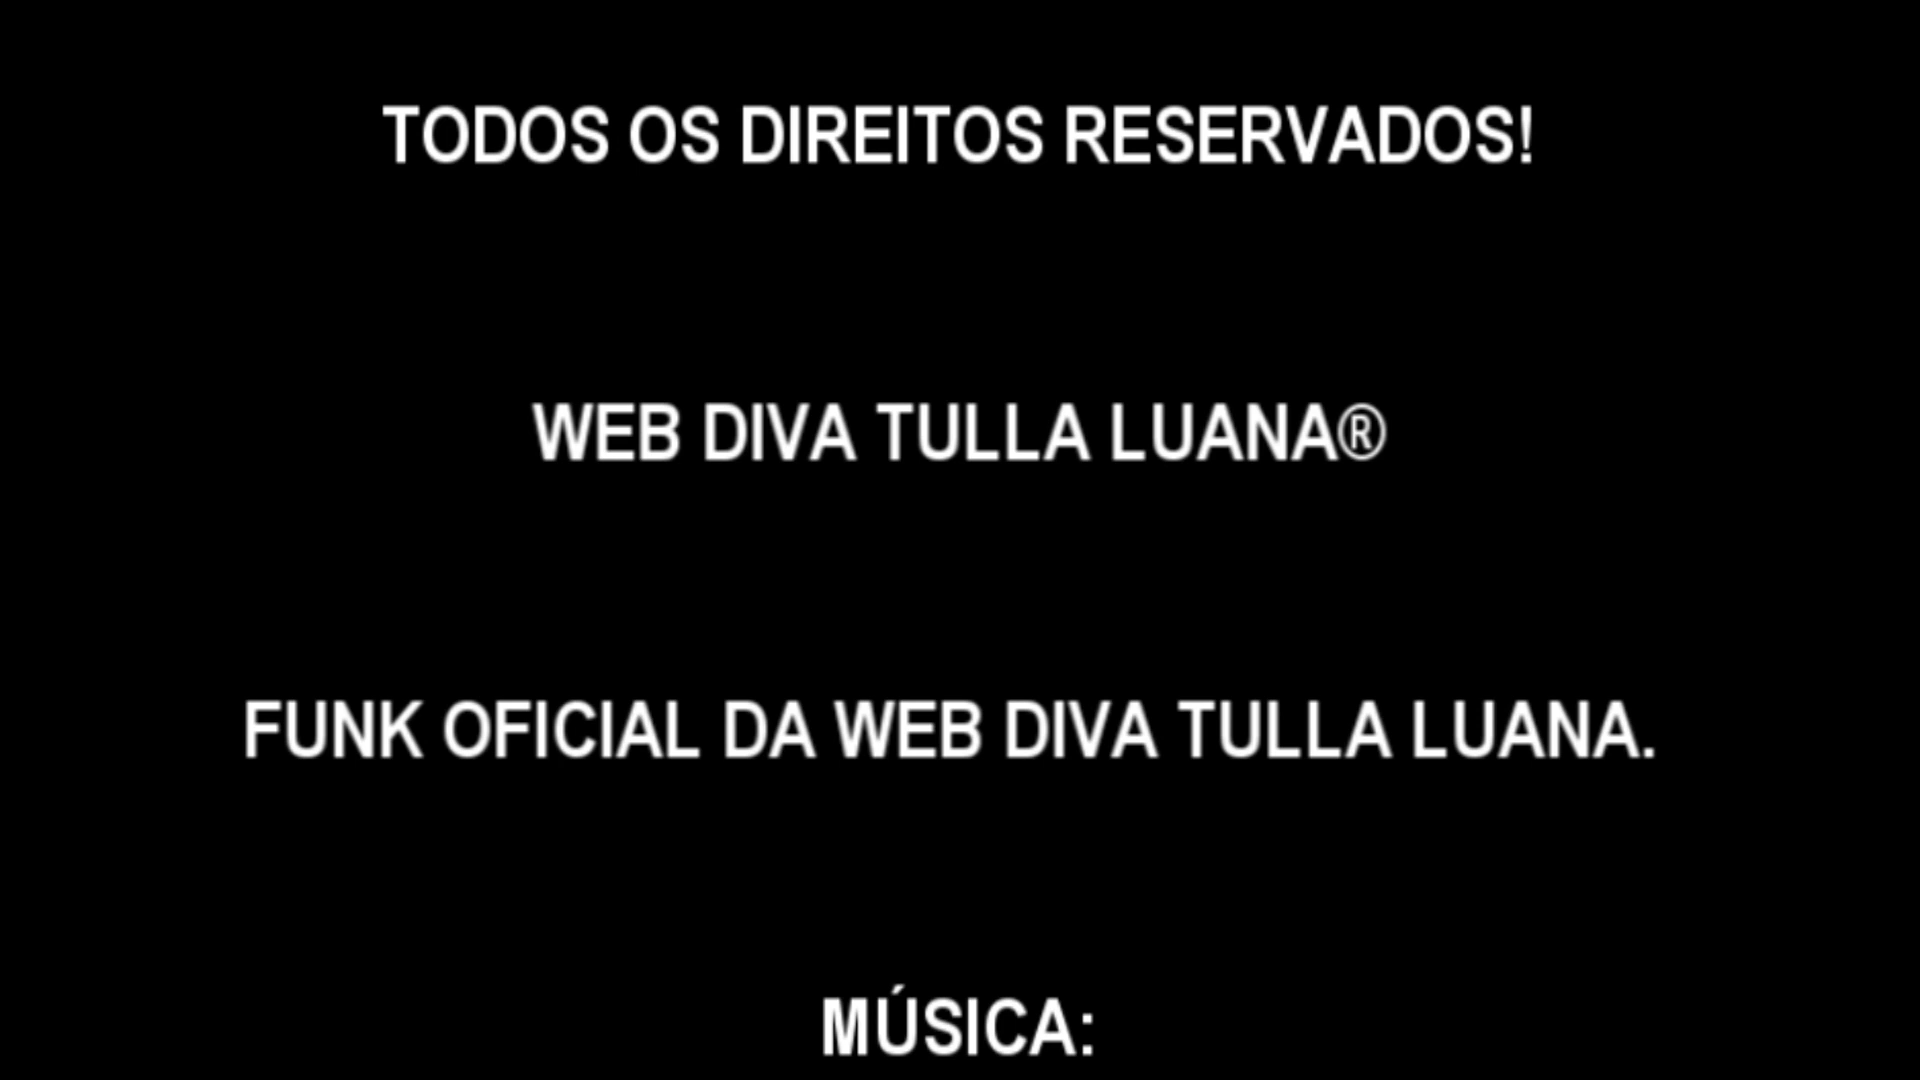 TODOS OS DIREITOS RESERVADOS!
WEB DIVA TULLA LUANA®
FUNK OFICIAL DA WEB DIVA TULLA LUANA.
MÚSICA: